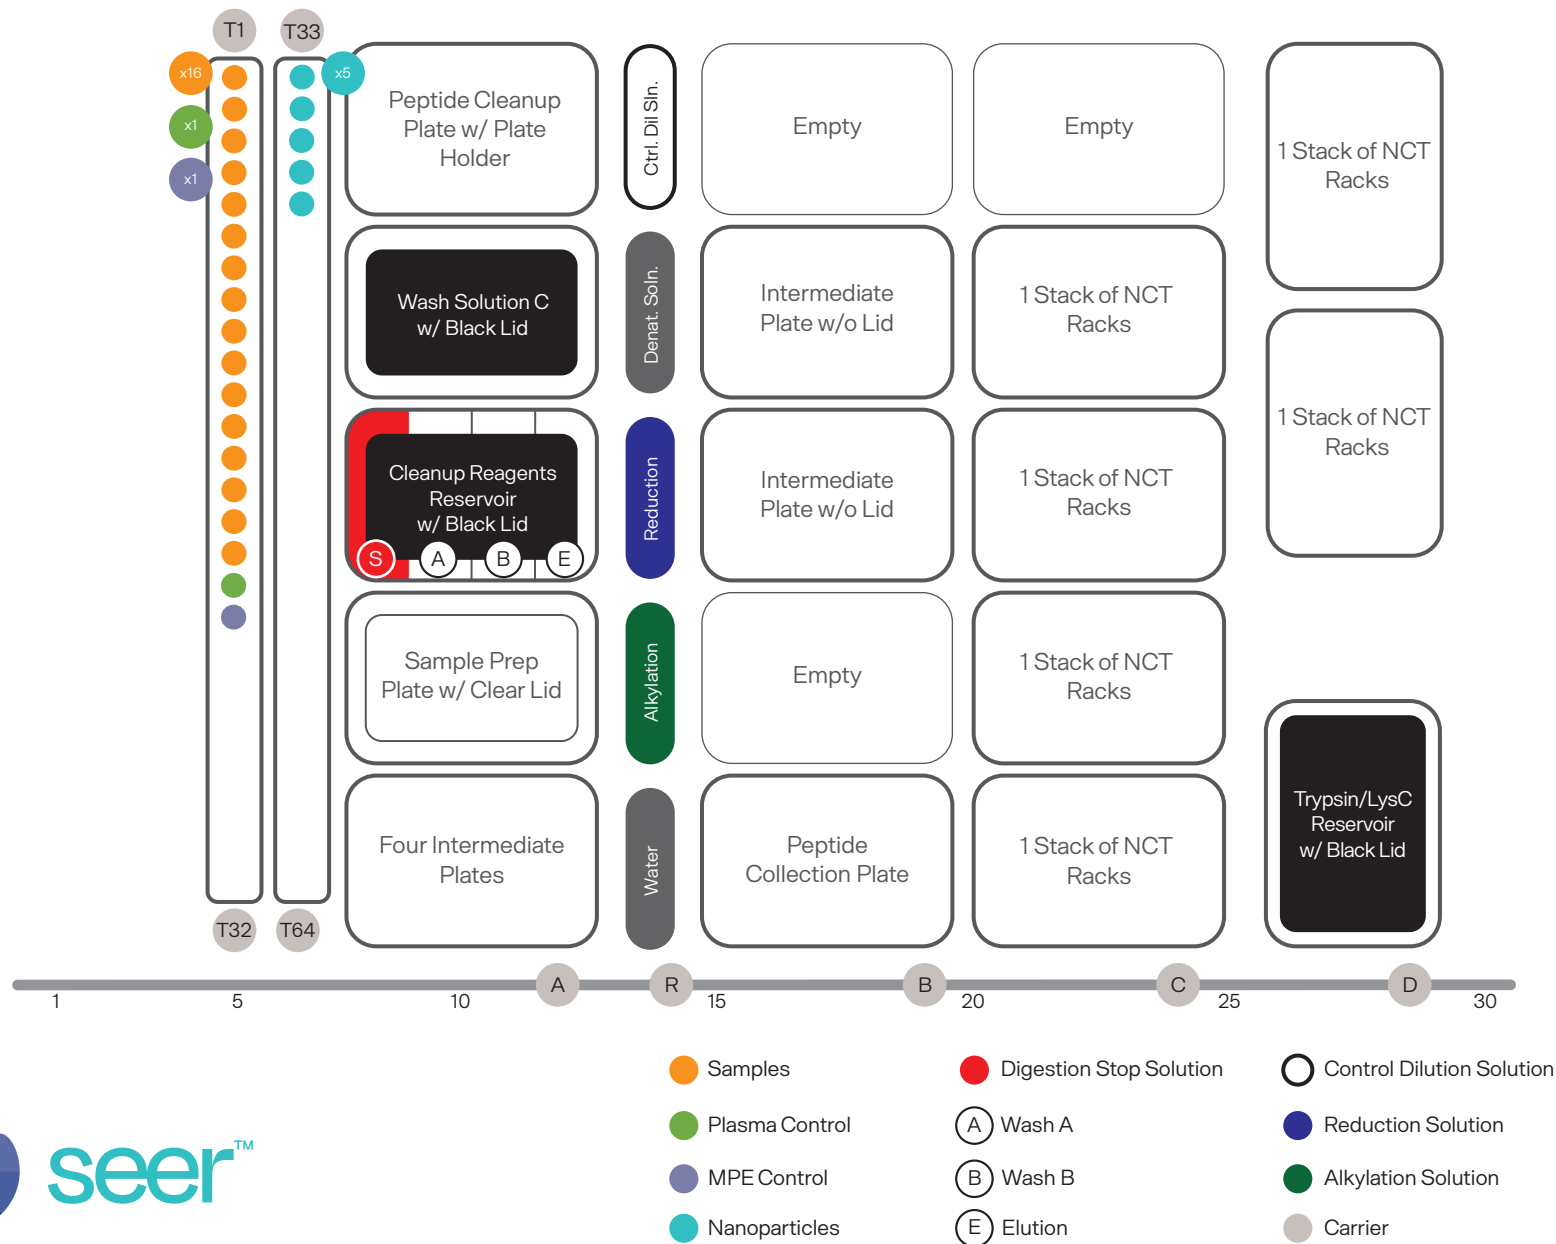 T1
T33
x16
x1
x1
x5
Peptide Cleanup
Plate w/ Plate
Holder
Ctrl. Dil Sln.
Empty
Empty
1 Stack of NCT
Racks
Wash Solution C
w/ Black Lid
Denat. Soln.
Intermediate
Plate w/o Lid
1 Stack of NCT
Racks
1 Stack of NCT
Racks
Cleanup Reagents
Reservoir
w/ Black Lid
S
A
B
E
Reduction
Intermediate
Plate w/o Lid
1 Stack of NCT
Racks
Sample Prep
Plate w/ Clear Lid
Alkylation
Empty
1 Stack of NCT
Racks
Four Intermediate
Plates
Water
Peptide
Collection Plate
1 Stack of NCT
Racks
Trypsin/LysC
Reservoir
w/ Black Lid
T32
T64
A
R
B
C
D
1
5
10
15
20
25
30
Samples
Plasma Control
MPE Control
Nanoparticles
Digestion Stop Solution
A Wash A
B Wash B
E Elution
Control Dilution Solution
Reduction Solution
Alkylation Solution
Carrier
seer™